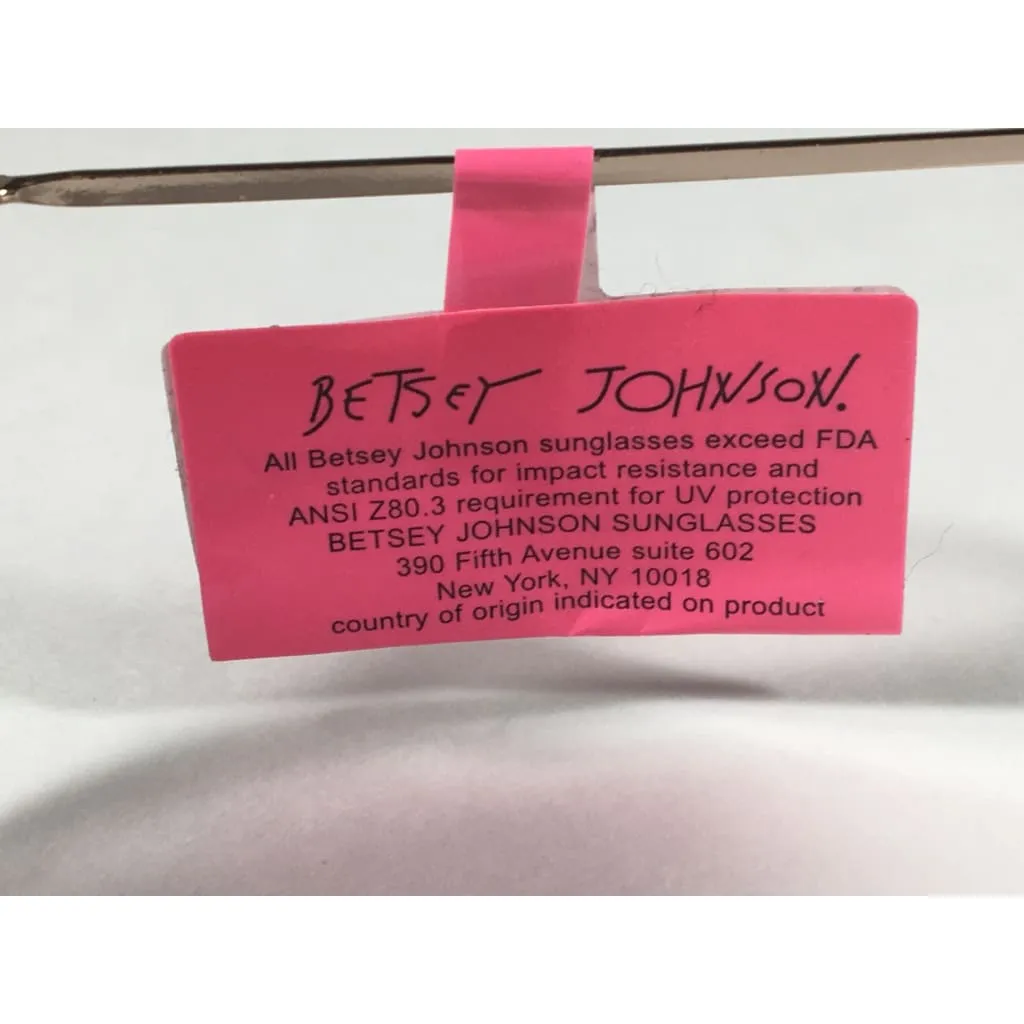 BETSEY JOHNSON.
All Betsey Johnson sunglasses exceed FDA
standards for impact resistance and
ANSI Z80.3 requirement for UV protection
BETSEY JOHNSON SUNGLASSES
390 Fifth Avenue suite 602
New York, NY 10018
country of origin indicated on product